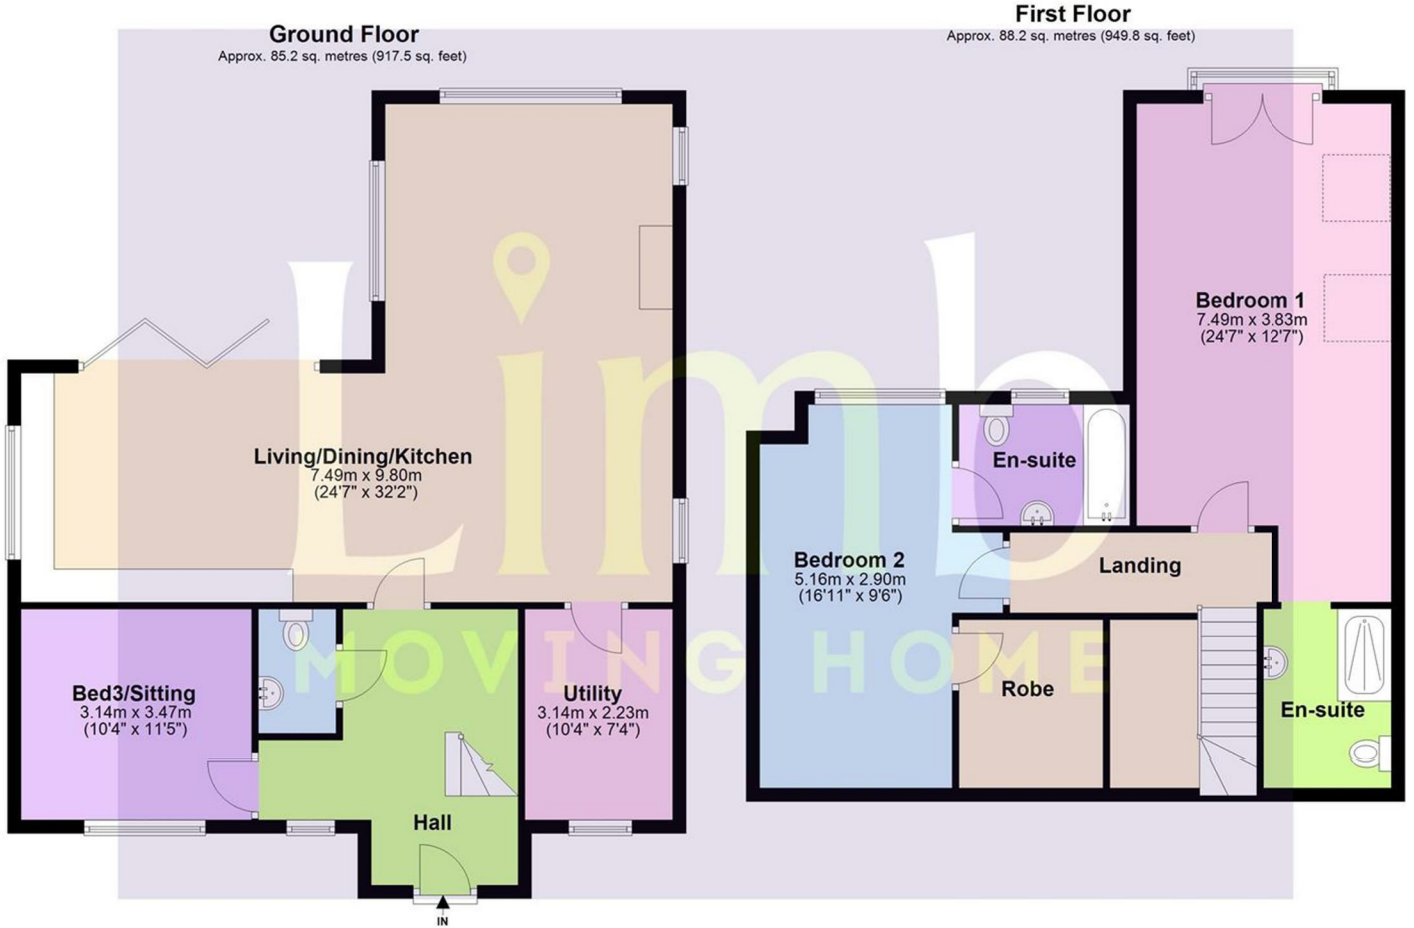 Ground Floor
Approx. 85.2 sq. metres (917.5 sq. feet)
Living/Dining/Kitchen
7.49m x 9.80m
(24'7" x 32'2")
Bed3/Sitting
3.14m x 3.47m
(10'4" x 11'5")
Utility
3.14m x 2.23m
(10'4" x 7'4")
Hall
IN
First Floor
Approx. 88.2 sq. metres (949.8 sq. feet)
Bedroom 1
7.49m x 3.83m
(24'7" x 12'7")
En-suite
Bedroom 2
5.16m x 2.90m
(16'11" x 9'6")
Landing
Robe
En-suite
Limb
MOVING HOME